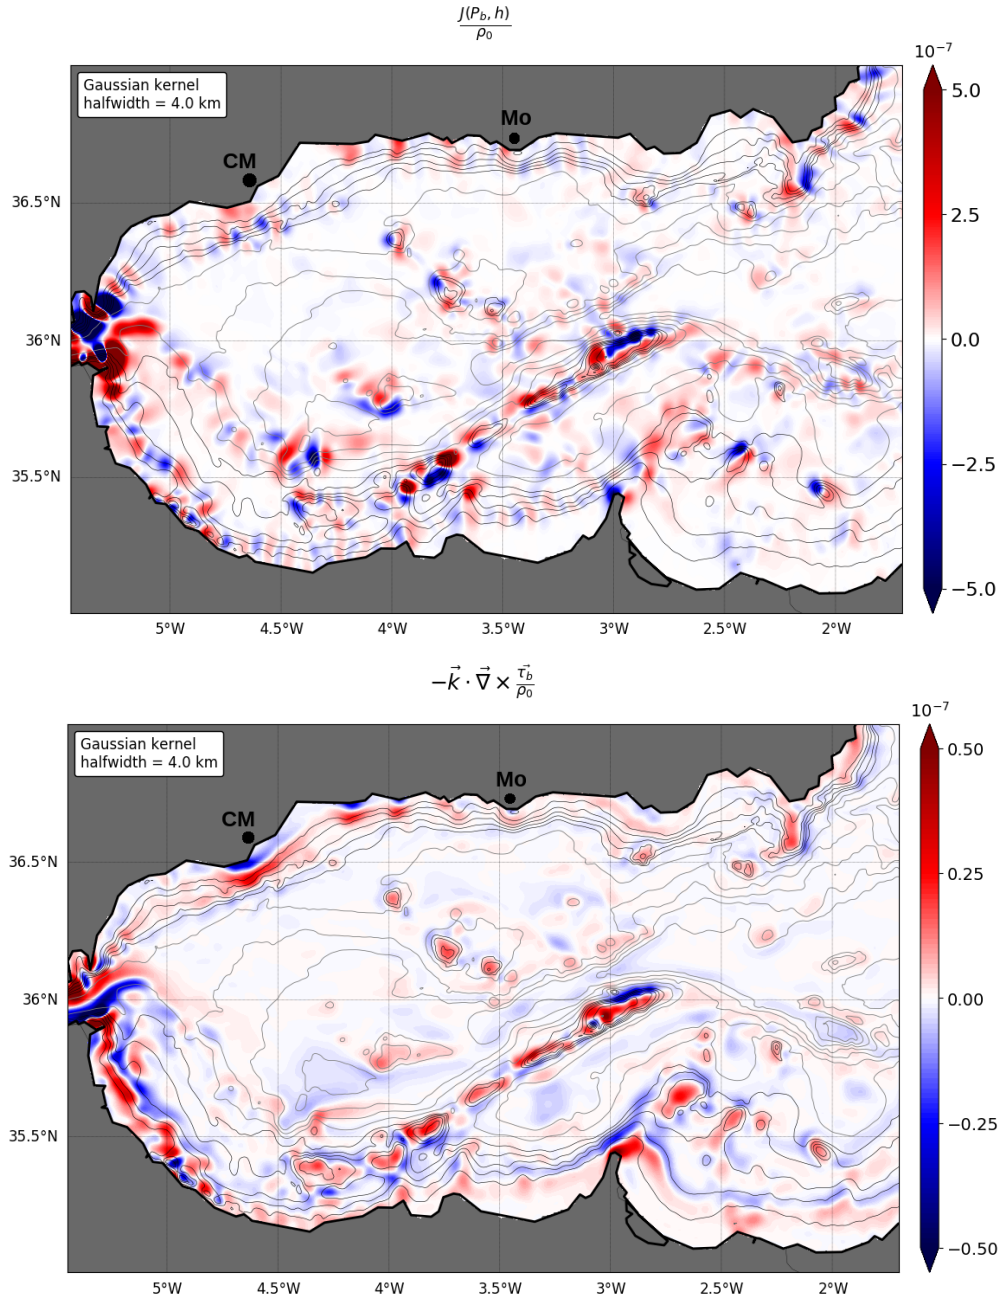 J(P_b, h)
ρ_0
10^{-7}
Gaussian kernel
halfwidth = 4.0 km
Mo
CM
36.5°N
36°N
35.5°N
5.0
2.5
0.0
−2.5
−5.0
5°W 4.5°W 4°W 3.5°W 3°W 2.5°W 2°W
−\vec{k} · \vec{∇} × \vec{τ_b}/ρ_0
10^{-7}
Gaussian kernel
halfwidth = 4.0 km
Mo
CM
36.5°N
36°N
35.5°N
0.50
0.25
0.00
−0.25
−0.50
5°W 4.5°W 4°W 3.5°W 3°W 2.5°W 2°W